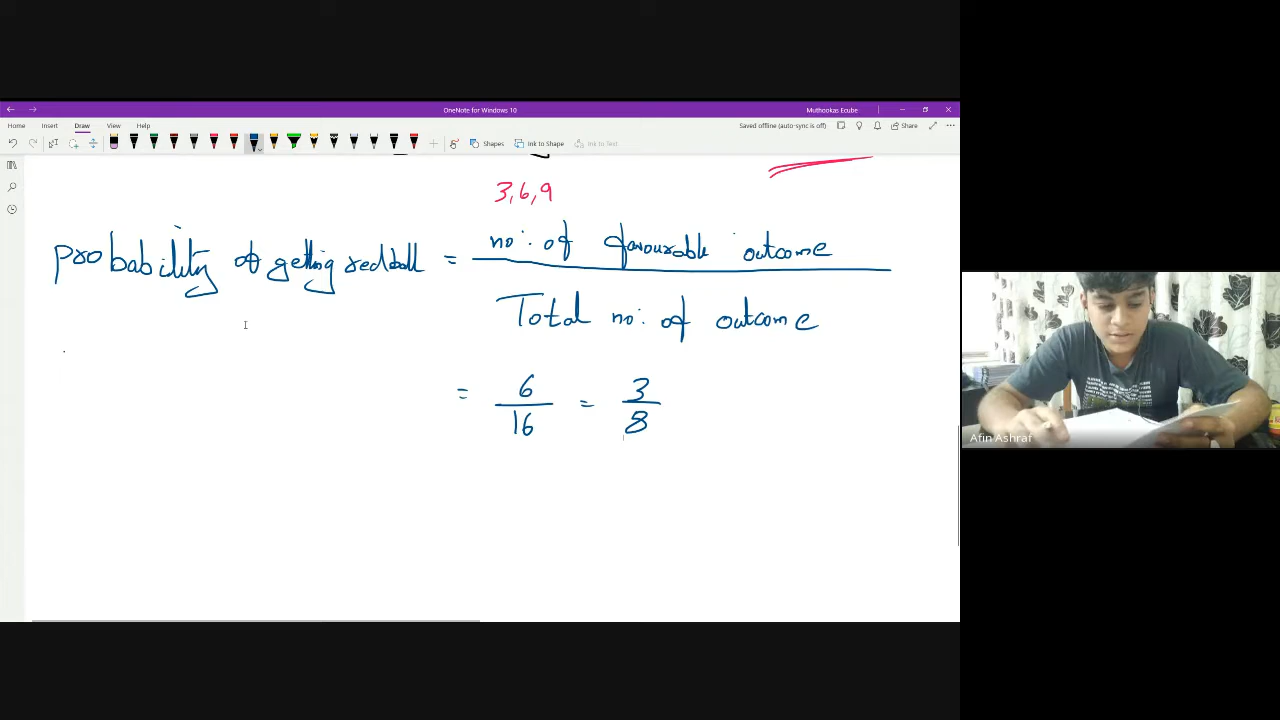 OneNote for Windows 10
Muthookas Ecube
Home Insert Draw View Help
Saved offline (auto-sync is off)
Share
Shapes
Ink to Shape
Ink to Text
3,6,9
probability of getting red ball = no: of favourable outcome
Total no: of outcome
= 6/16 = 3/8
Afin Ashraf